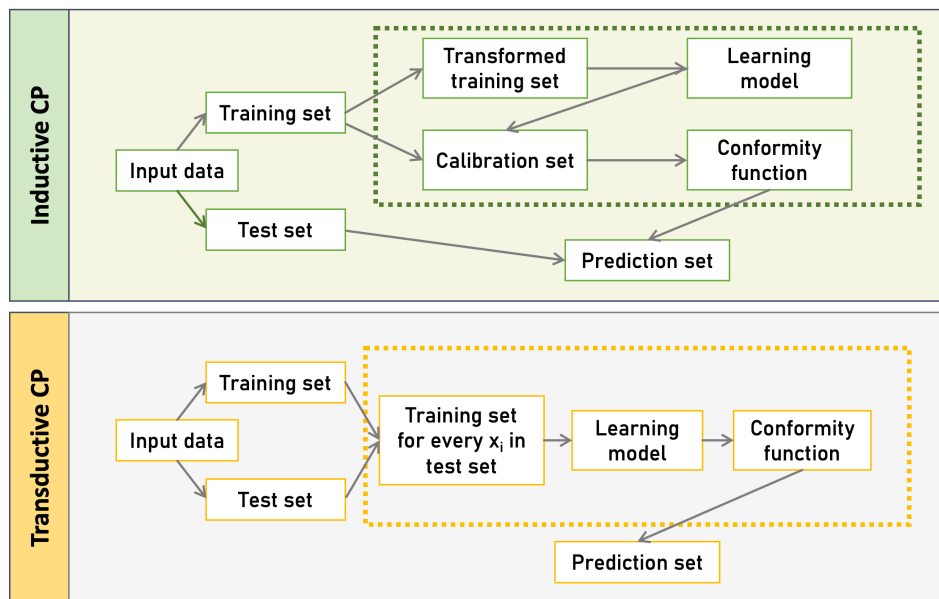 Inductive CP
Transformed
training set
Learning
model
Training set
Calibration set
Conformity
function
Input data
Test set
Prediction set
Transductive CP
Training set
Training set
for every xᵢ in
test set
Input data
Learning
model
Conformity
function
Test set
Prediction set